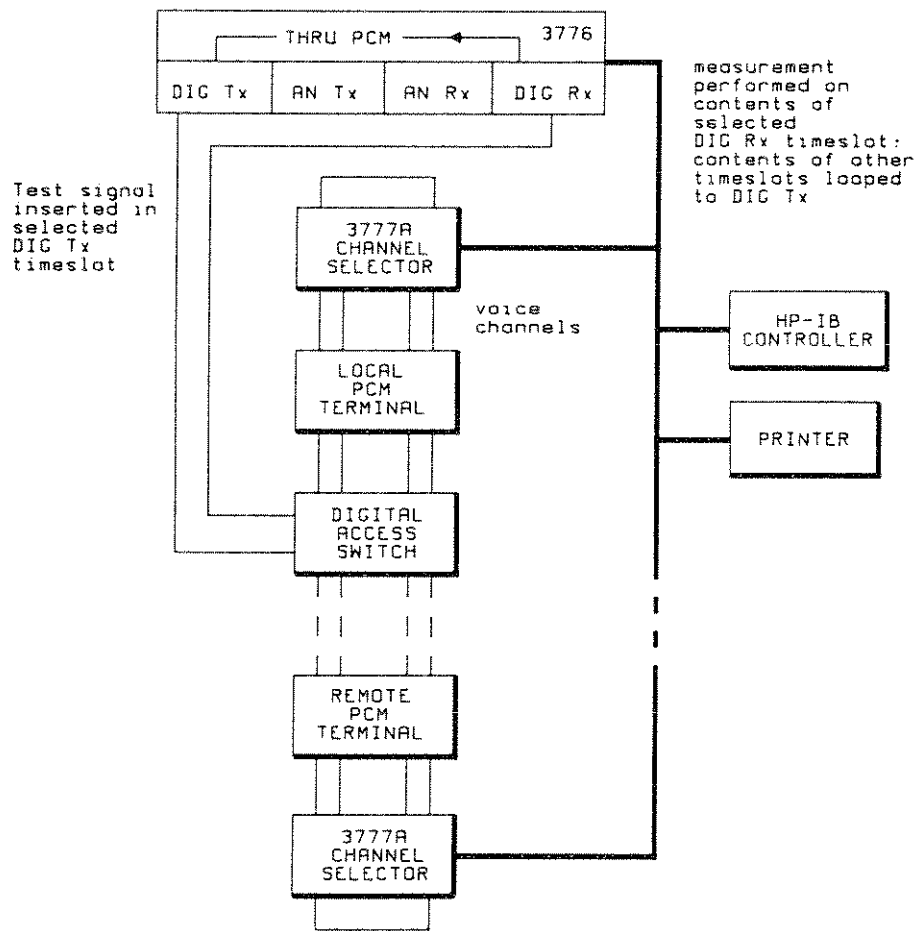 THRU PCM
3776
DIG Tx
AN Tx
AN Rx
DIG Rx
measurement
performed on
contents of
selected
DIG Rx timeslot:
contents of other
timeslots looped
to DIG Tx
Test signal
inserted in
selected
DIG Tx
timeslot
3777A
CHANNEL
SELECTOR
voice
channels
HP-IB
CONTROLLER
LOCAL
PCM
TERMINAL
PRINTER
DIGITAL
ACCESS
SWITCH
REMOTE
PCM
TERMINAL
3777A
CHANNEL
SELECTOR